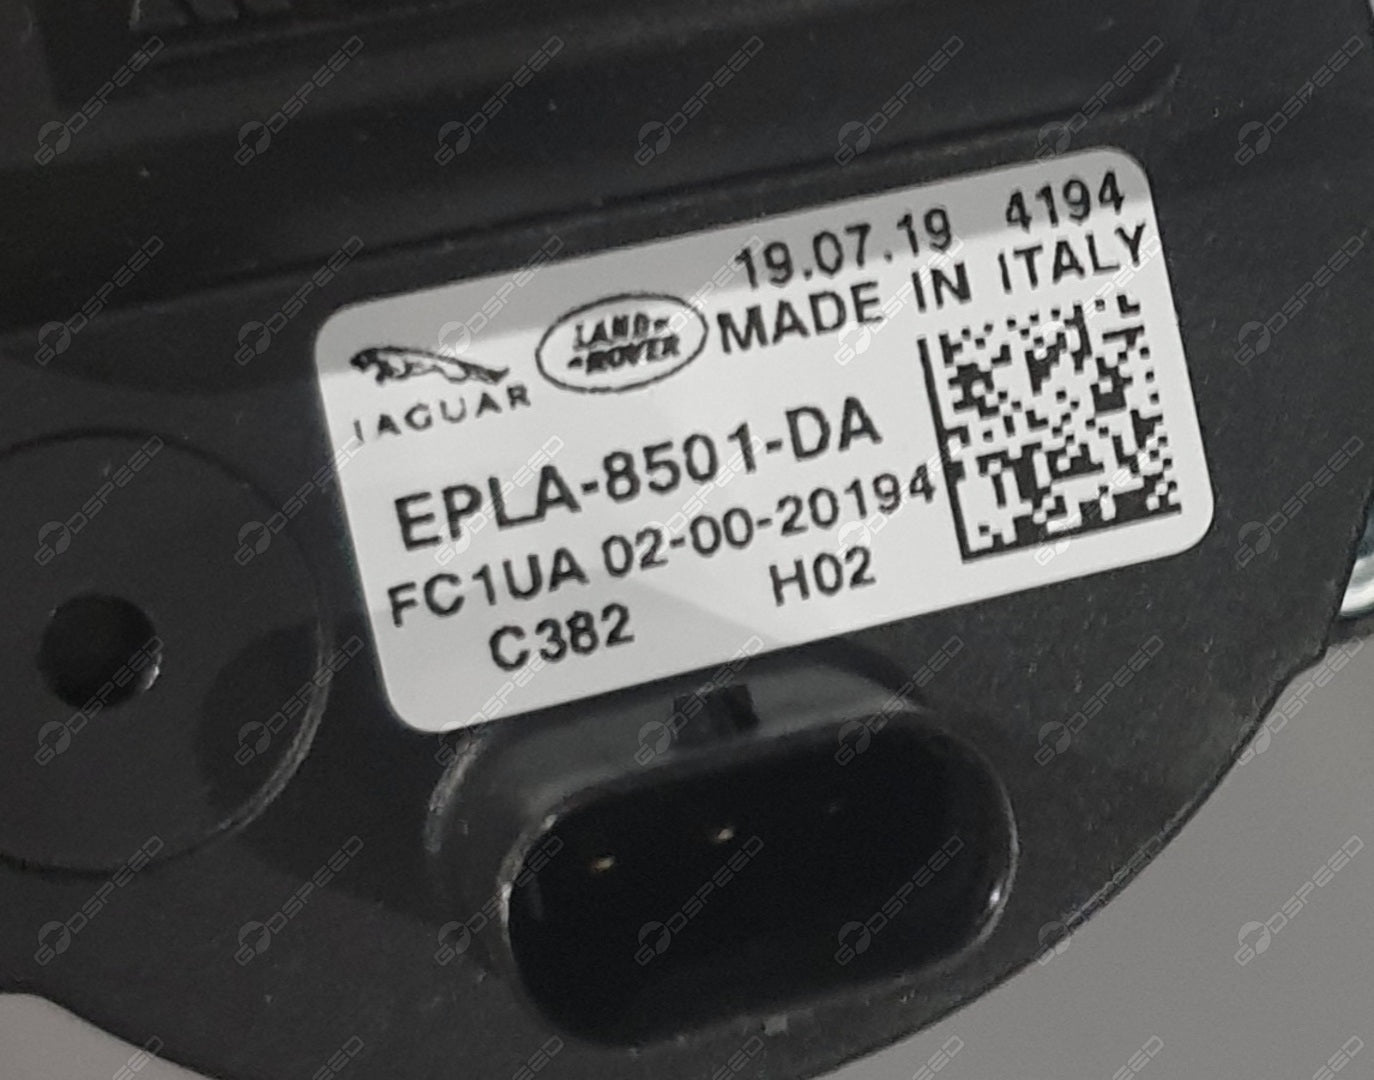 19.07.19 4194
MADE IN ITALY
LAND-
-ROVER
JAGUAR
EPLA-8501-DA
FC1UA 02-00-20194
C382 H02
GODSPEED